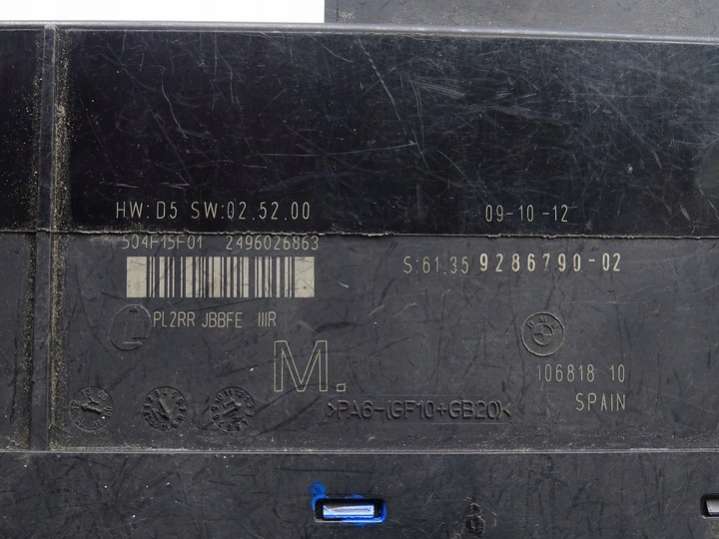 HW:D5 SW:02.52.00
09-10-12
504F15F01 2496026863
S:61.35 9286790-02
PL2RR JBBFE IIIR
BMW
M.
106818 10
>PA6-(GF10+GB20)<
SPAIN